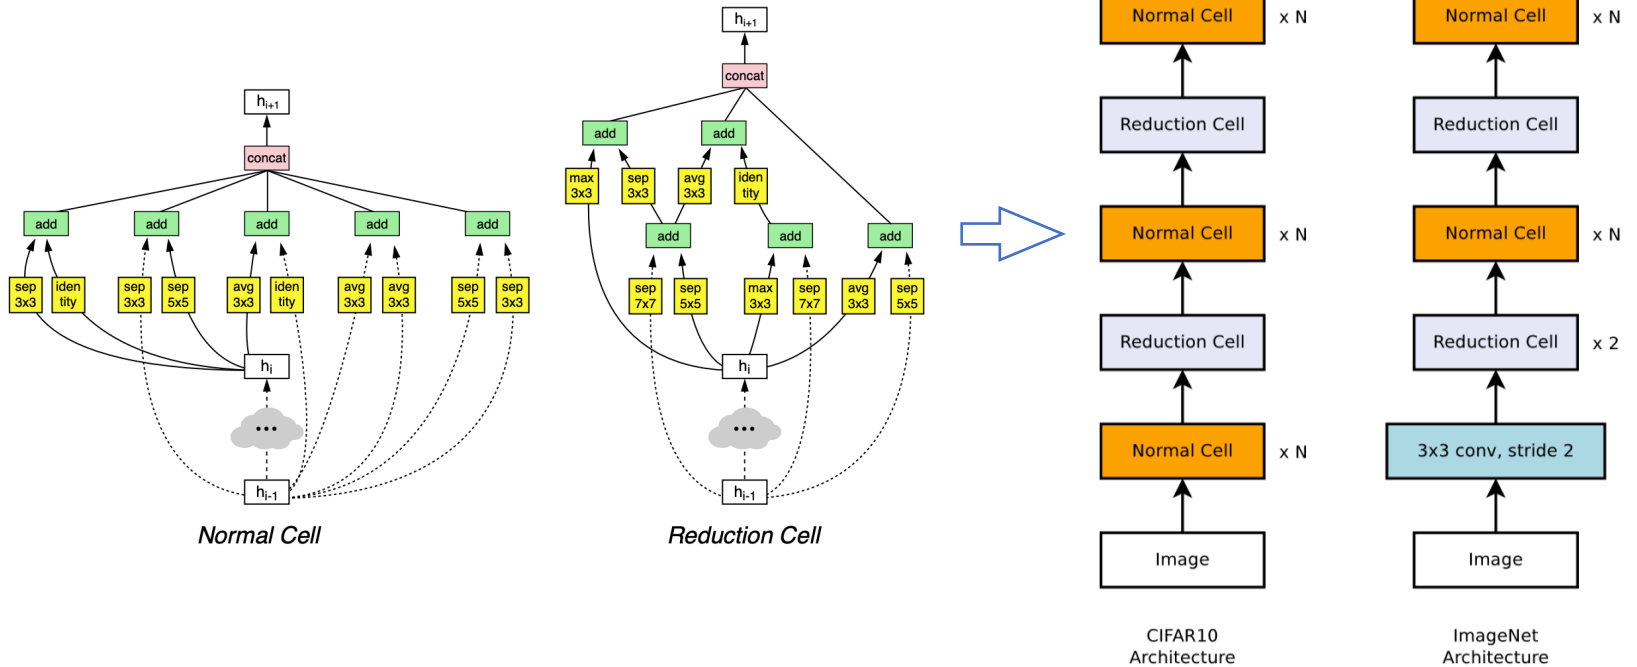 h_{i+1}
concat
add
add
add
add
add
sep
3x3
iden
tity
sep
3x3
sep
5x5
avg
3x3
iden
tity
avg
3x3
avg
3x3
sep
5x5
sep
3x3
h_i
...
h_{i-1}
Normal Cell
h_{i+1}
concat
add
add
max
3x3
sep
3x3
avg
3x3
iden
tity
add
add
add
sep
7x7
sep
5x5
max
3x3
sep
7x7
avg
3x3
sep
5x5
h_i
...
h_{i-1}
Reduction Cell
Normal Cell
x N
Reduction Cell
Normal Cell
x N
Reduction Cell
Normal Cell
x N
Image
CIFAR10
Architecture
Normal Cell
x N
Reduction Cell
Normal Cell
x N
Reduction Cell
x 2
3x3 conv, stride 2
Image
ImageNet
Architecture